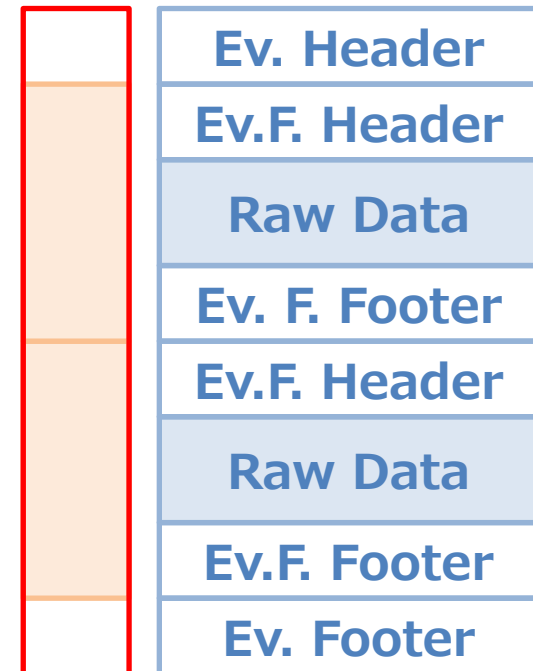 Ev. Header
Ev.F. Header
Raw Data
Ev. F. Footer
Ev.F. Header
Raw Data
Ev.F. Footer
Ev. Footer